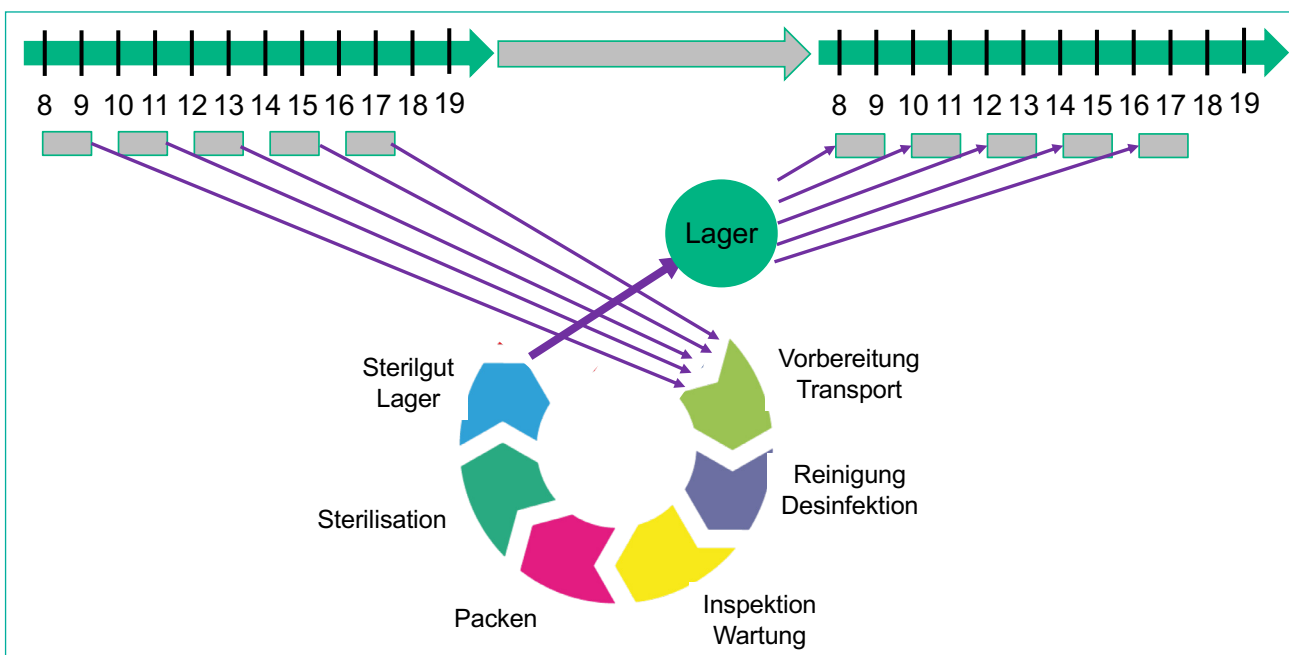 8 9 10 11 12 13 14 15 16 17 18 19
8 9 10 11 12 13 14 15 16 17 18 19
Lager
Sterilgut
Lager
Vorbereitung
Transport
Reinigung
Desinfektion
Sterilisation
Packen
Inspektion
Wartung